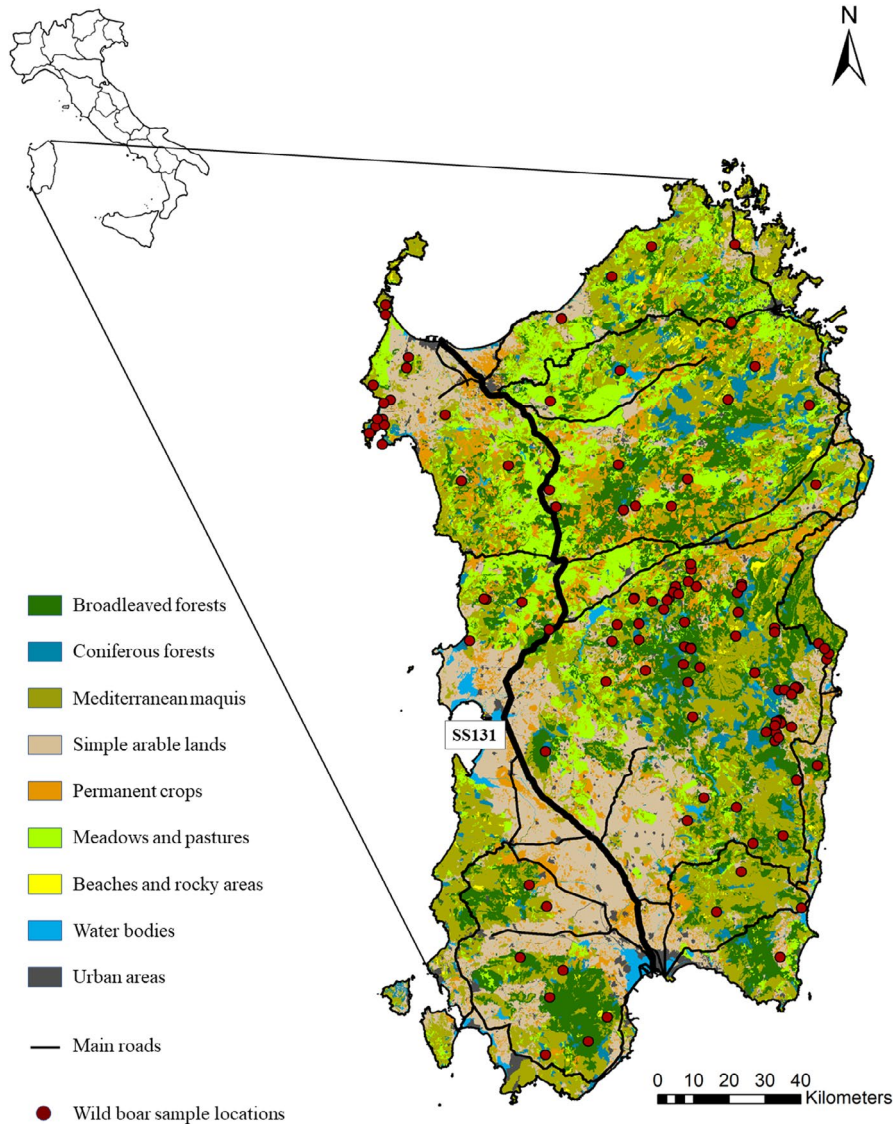 N
Broadleaved forests
Coniferous forests
Mediterranean maquis
Simple arable lands
SS131
Permanent crops
Meadows and pastures
Beaches and rocky areas
Water bodies
Urban areas
Main roads
Wild boar sample locations
0 10 20 30 40
Kilometers